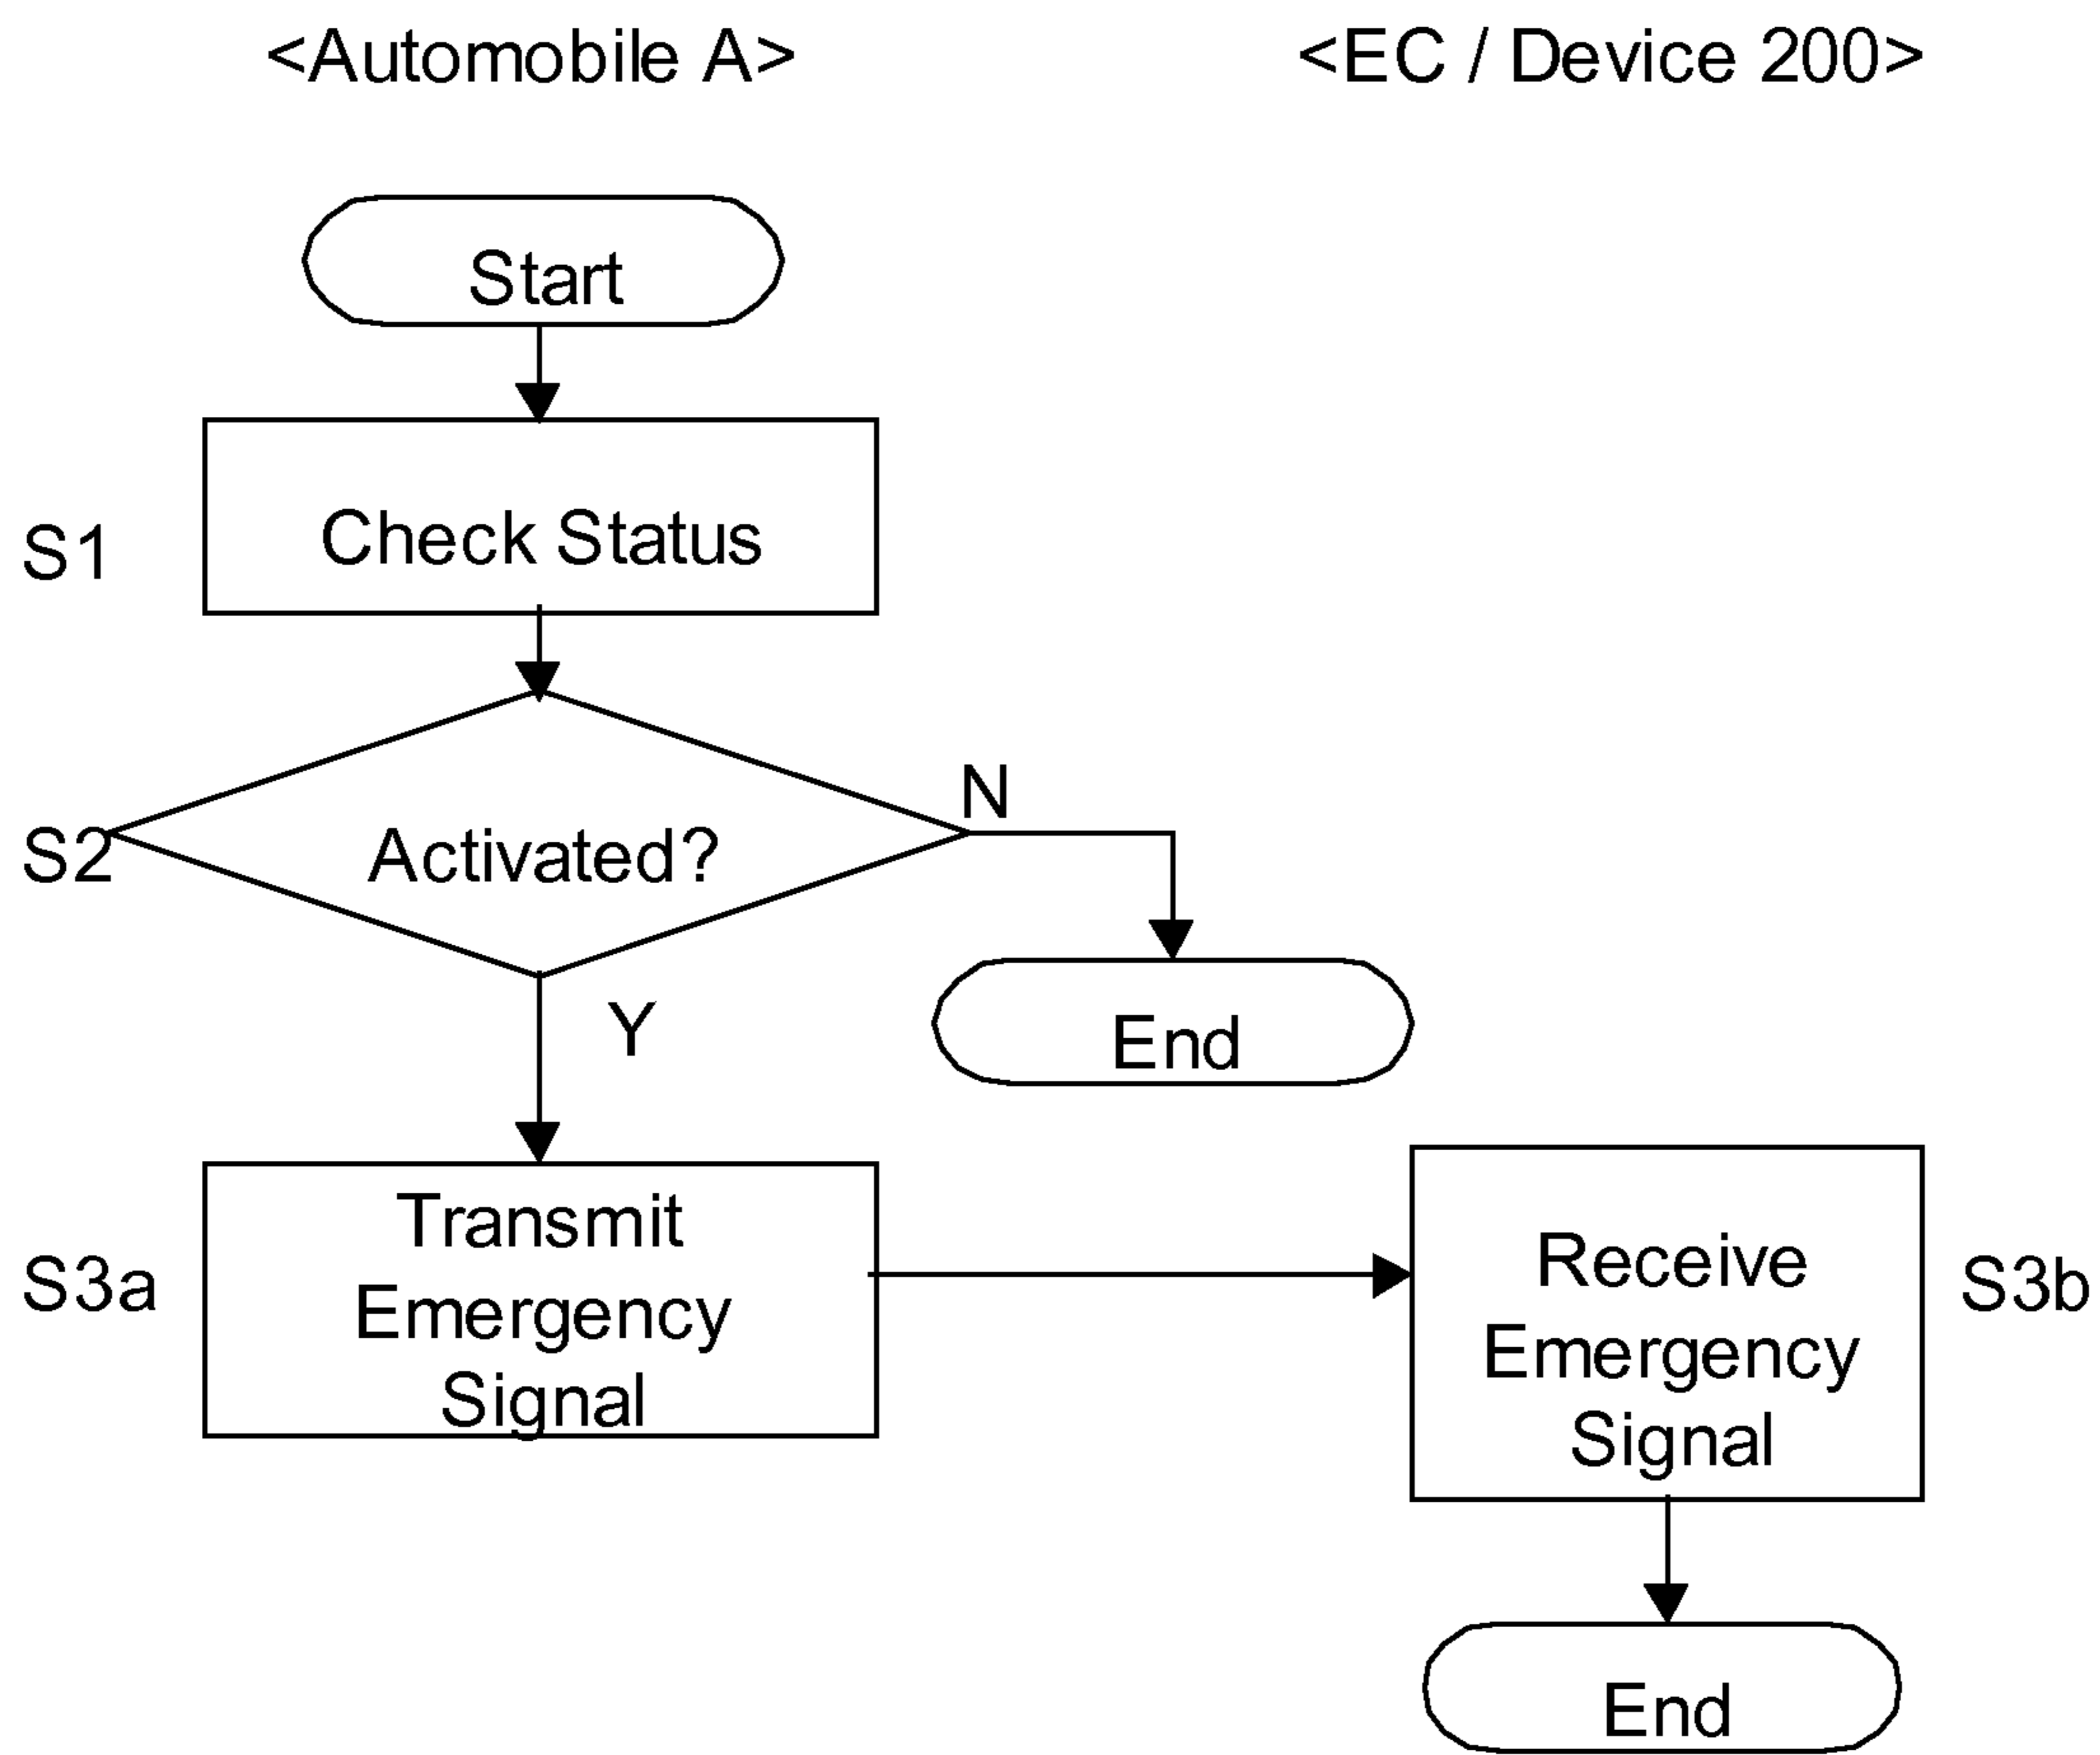 <Automobile A>
<EC / Device 200>
Start
S1
Check Status
S2
Activated?
N
Y
End
S3a
Transmit
Emergency
Signal
Receive
Emergency
Signal
S3b
End